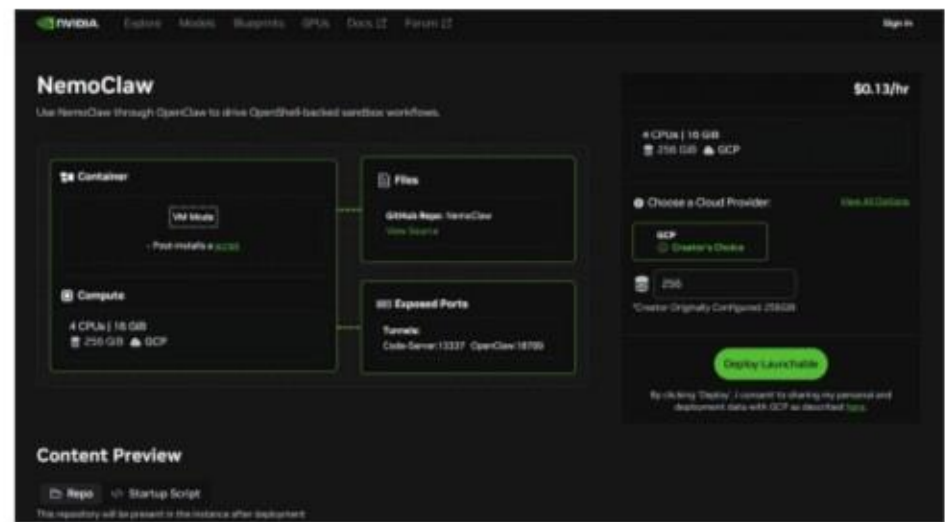 NVIDIA. Explore Models Blueprints GPUs Docs Forum
Sign In
NemoClaw
Use NemoClaw through OpenClaw to drive OpenShell-backed sandbox workflows.
Container
VM Mode
- Post-installs a script
Compute
4 CPUs | 16 GiB
256 GiB GCP
Files
GitHub Repo: NemoClaw
View Source
Exposed Ports
Tunnels:
Code-Server:13337 OpenClaw:18789
$0.13/hr
4 CPUs | 16 GiB
256 GiB GCP
Choose a Cloud Provider:
View All Options
GCP
Creator's Choice
256
*Creator Originally Configured: 256GiB
Deploy Launchable
By clicking "Deploy", I consent to sharing my personal and
deployment data with GCP as described here.
Content Preview
Repo </> Startup Script
This repository will be present in the instance after deployment